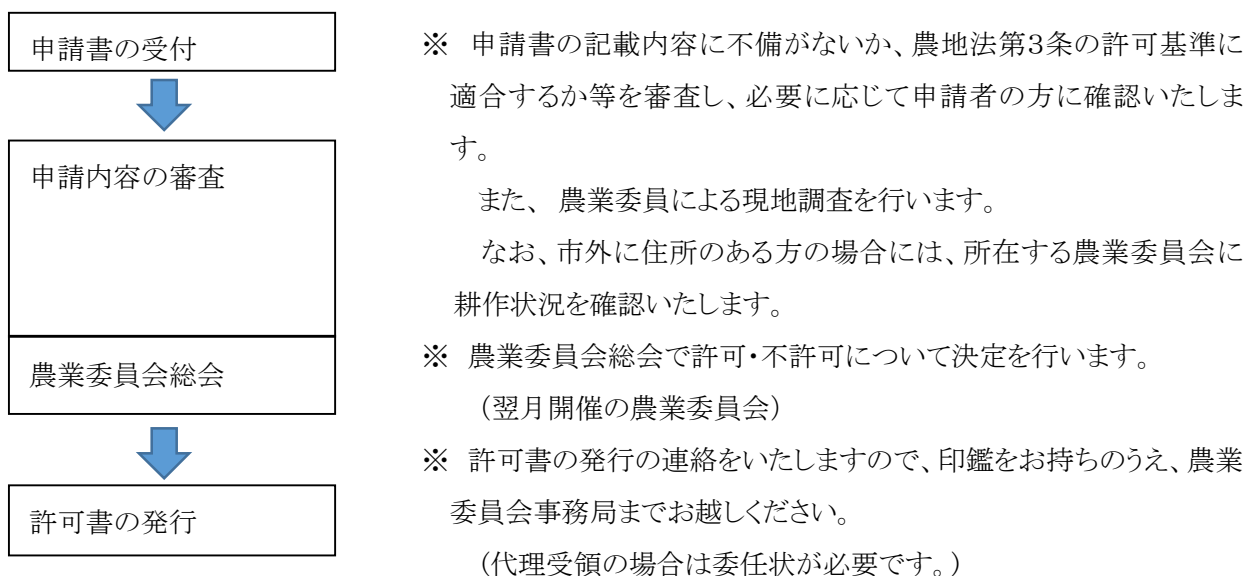 申請書の受付
申請内容の審査
農業委員会総会
許可書の発行
※ 申請書の記載内容に不備がないか、農地法第3条の許可基準に
適合するか等を審査し、必要に応じて申請者の方に確認いたしま
す。
また、 農業委員による現地調査を行います。
なお、市外に住所のある方の場合には、所在する農業委員会に
耕作状況を確認いたします。
※ 農業委員会総会で許可・不許可について決定を行います。
(翌月開催の農業委員会)
※ 許可書の発行の連絡をいたしますので、印鑑をお持ちのうえ、農業
委員会事務局までお越しください。
(代理受領の場合は委任状が必要です。)